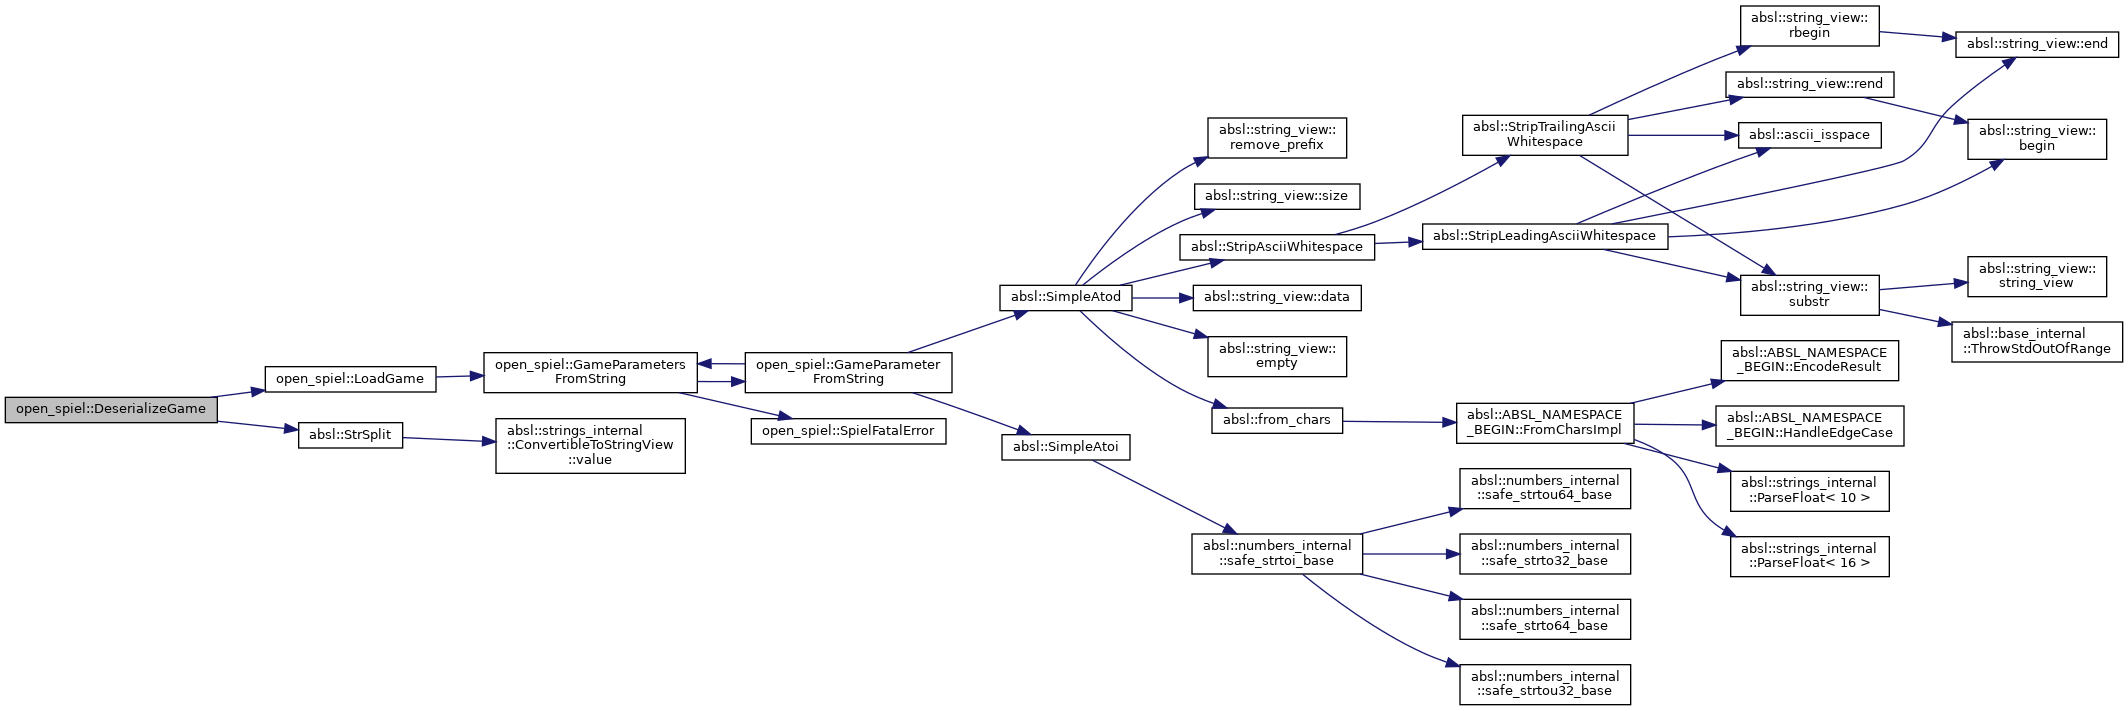 open_spiel::DeserializeGame
open_spiel::LoadGame
absl::StrSplit
open_spiel::GameParameters
FromString
absl::strings_internal
::ConvertibleToStringView
::value
open_spiel::GameParameter
FromString
open_spiel::SpielFatalError
absl::SimpleAtod
absl::SimpleAtoi
absl::string_view::
remove_prefix
absl::string_view::size
absl::StripAsciiWhitespace
absl::string_view::data
absl::string_view::
empty
absl::from_chars
absl::numbers_internal
::safe_strtoi_base
absl::StripTrailingAscii
Whitespace
absl::StripLeadingAsciiWhitespace
absl::ABSL_NAMESPACE
_BEGIN::FromCharsImpl
absl::numbers_internal
::safe_strtou64_base
absl::numbers_internal
::safe_strto32_base
absl::numbers_internal
::safe_strto64_base
absl::numbers_internal
::safe_strtou32_base
absl::string_view::
rbegin
absl::string_view::rend
absl::ascii_isspace
absl::string_view::
substr
absl::ABSL_NAMESPACE
_BEGIN::EncodeResult
absl::ABSL_NAMESPACE
_BEGIN::HandleEdgeCase
absl::strings_internal
::ParseFloat< 10 >
absl::strings_internal
::ParseFloat< 16 >
absl::string_view::end
absl::string_view::
begin
absl::string_view::
string_view
absl::base_internal
::ThrowStdOutOfRange